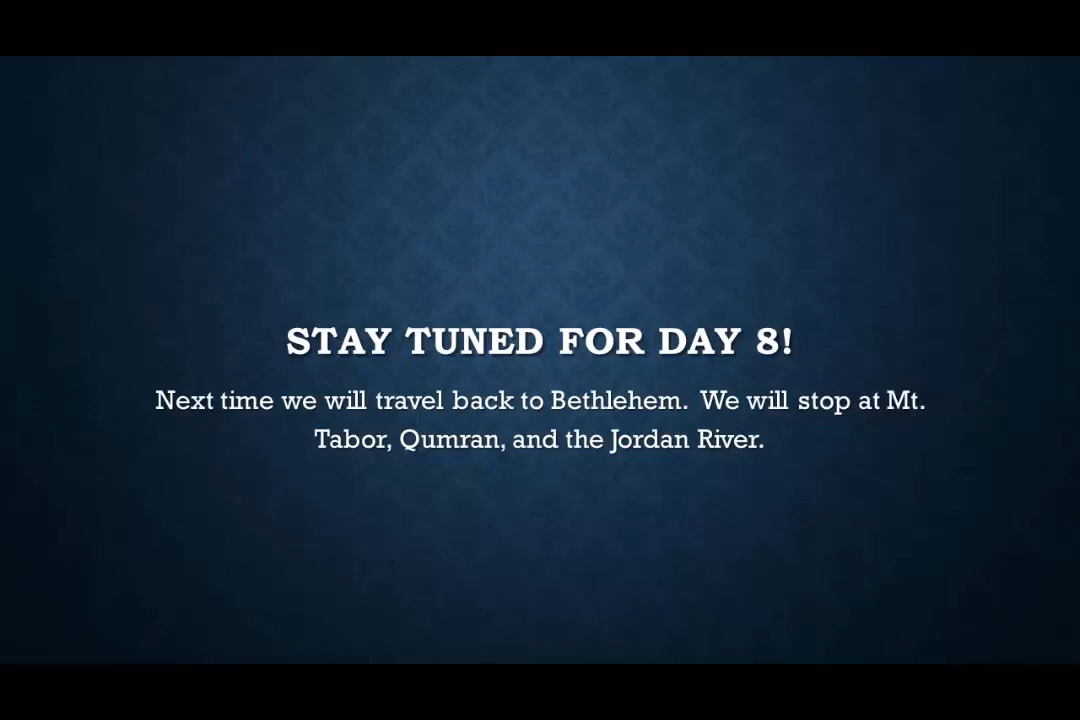 STAY TUNED FOR DAY 8!
Next time we will travel back to Bethlehem. We will stop at Mt.
Tabor, Qumran, and the Jordan River.